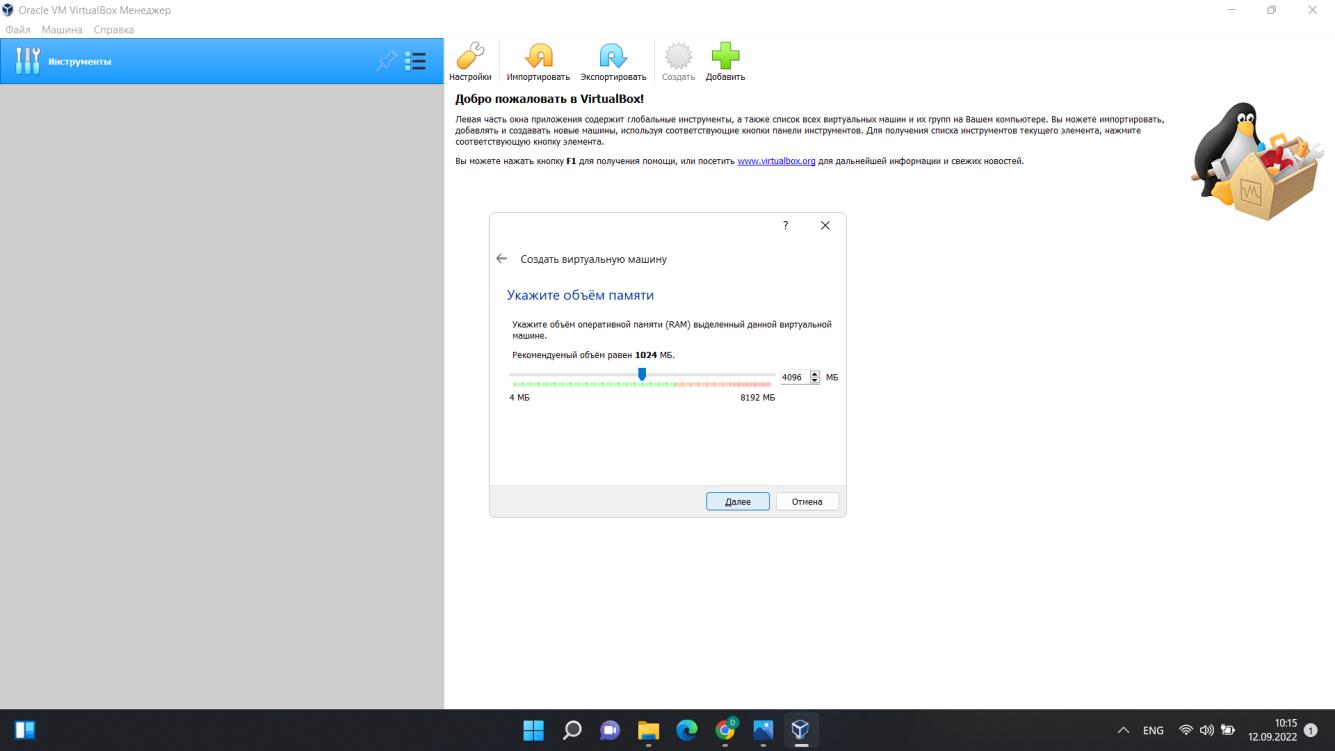 Oracle VM VirtualBox Менеджер
Файл Машина Справка
Инструменты
Настройки Импортировать Экспортировать Создать Добавить
Добро пожаловать в VirtualBox!
Левая часть окна приложения содержит глобальные инструменты, а также список всех виртуальных машин и их групп на Вашем компьютере. Вы можете импортировать,
добавлять и создавать новые машины, используя соответствующие кнопки панели инструментов. Для получения списка инструментов текущего элемента, нажмите
соответствующую кнопку элемента.
Вы можете нажать кнопку F1 для получения помощи, или посетить www.virtualbox.org для дальнейшей информации и свежих новостей.
?
Создать виртуальную машину
Укажите объём памяти
Укажите объём оперативной памяти (RAM) выделенный данной виртуальной
машине.
Рекомендуемый объём равен 1024 МБ.
4096 МБ
4 МБ 8192 МБ
Далее Отмена
D
ENG
10:15
12.09.2022
1